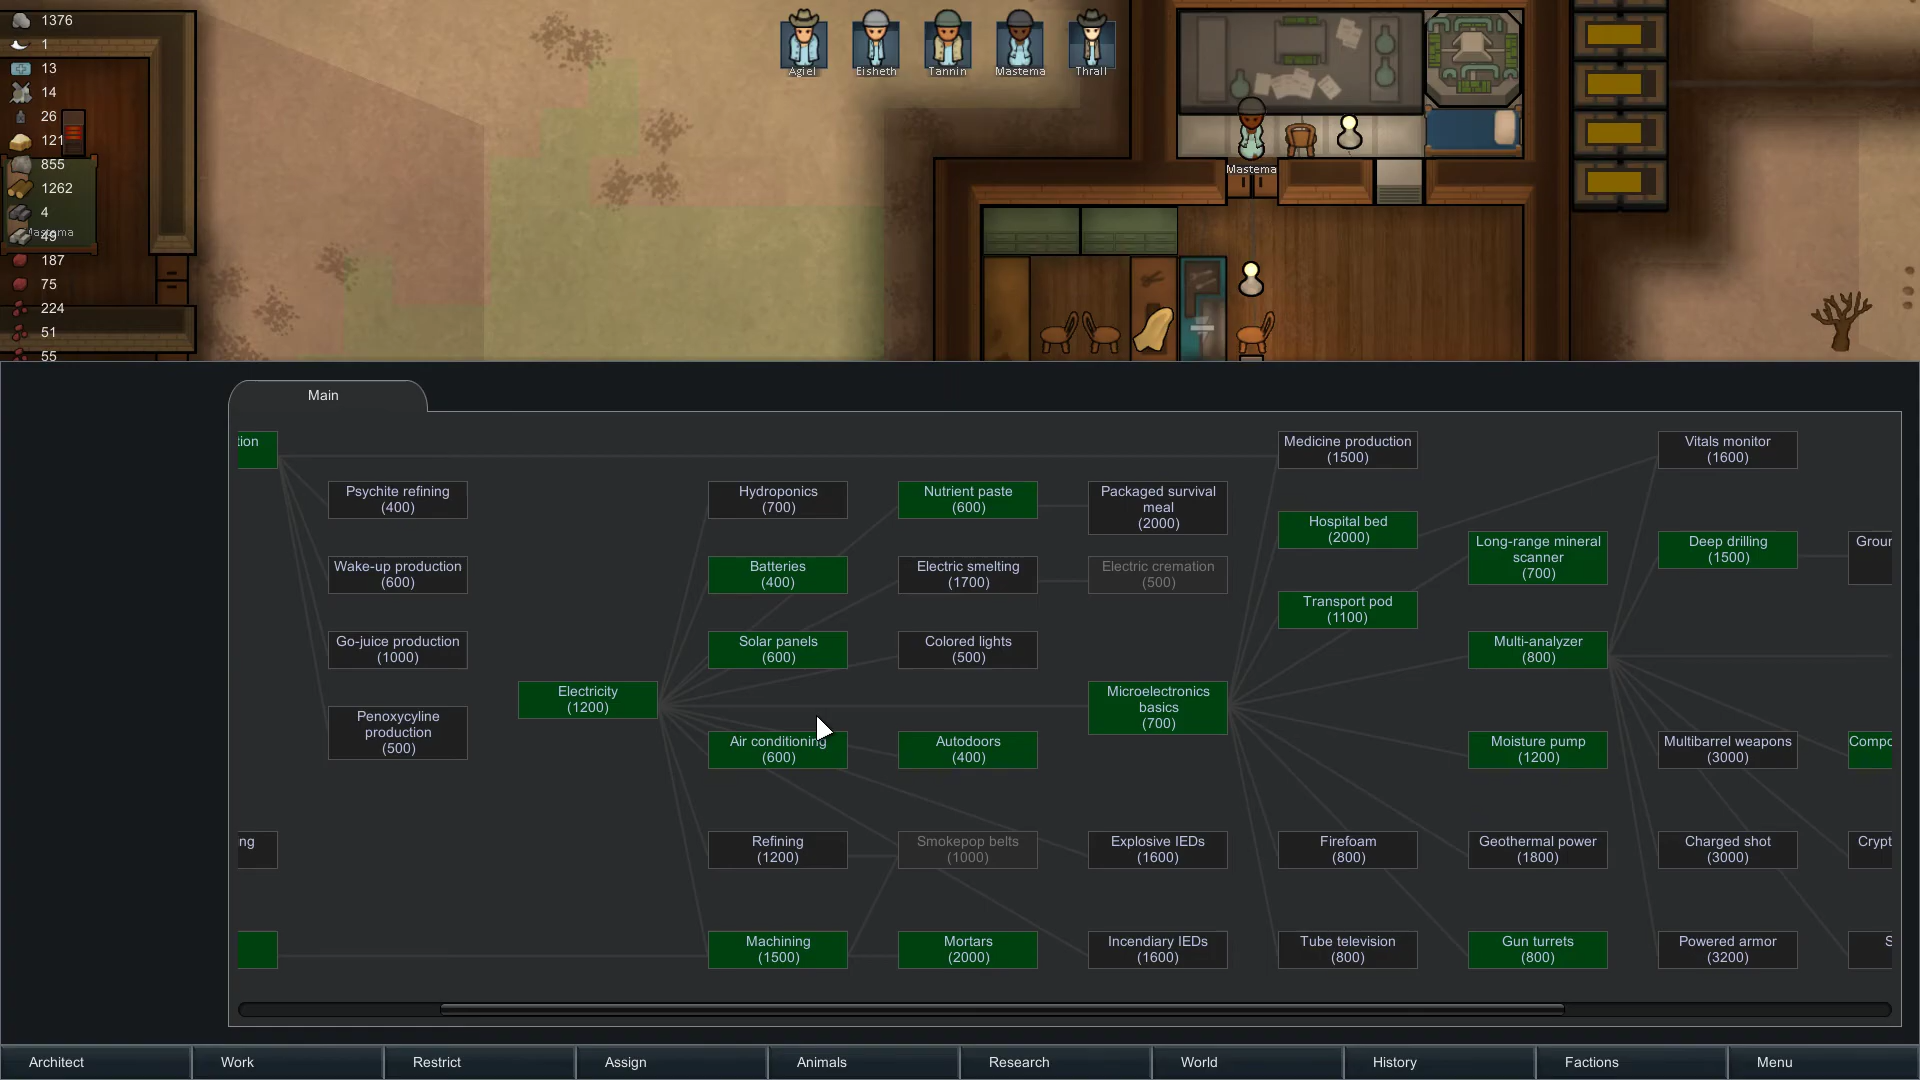 1376
1
13
14
26
121
855
1262
4
49
187
75
224
51
55
Agiel
Eisheth
Tannin
Mastema
Thrall
Mastema
Main
tion
Medicine production
(1500)
Vitals monitor
(1600)
Psychite refining
(400)
Hydroponics
(700)
Nutrient paste
(600)
Packaged survival
meal
(2000)
Hospital bed
(2000)
Long-range mineral
scanner
(700)
Deep drilling
(1500)
Groun
Wake-up production
(600)
Batteries
(400)
Electric smelting
(1700)
Electric cremation
(500)
Transport pod
(1100)
Go-juice production
(1000)
Solar panels
(600)
Colored lights
(500)
Multi-analyzer
(800)
Electricity
(1200)
Microelectronics
basics
(700)
Penoxycyline
production
(500)
Air conditioning
(600)
Autodoors
(400)
Moisture pump
(1200)
Multibarrel weapons
(3000)
Compo
ng
Refining
(1200)
Smokepop belts
(1000)
Explosive IEDs
(1600)
Firefoam
(800)
Geothermal power
(1800)
Charged shot
(3000)
Crypt
Machining
(1500)
Mortars
(2000)
Incendiary IEDs
(1600)
Tube television
(800)
Gun turrets
(800)
Powered armor
(3200)
S
Architect
Work
Restrict
Assign
Animals
Research
World
History
Factions
Menu